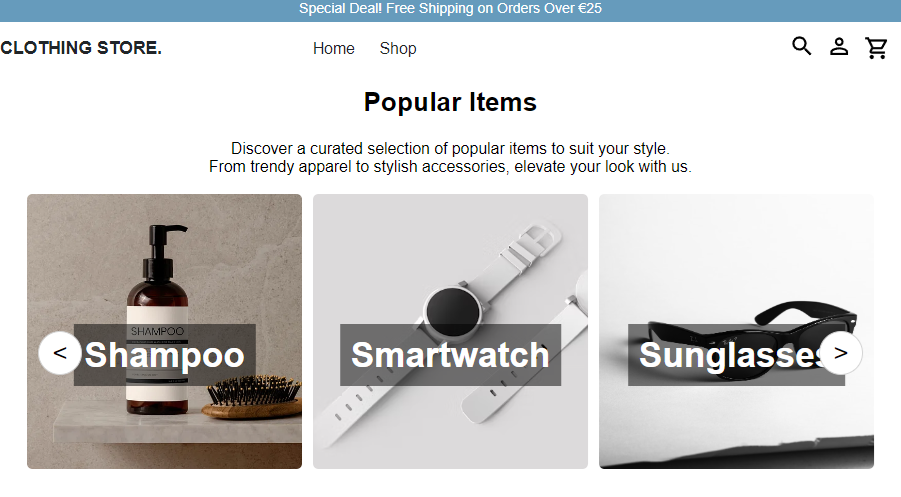 Special Deal! Free Shipping on Orders Over €25
CLOTHING STORE.
Home
Shop
Popular Items
Discover a curated selection of popular items to suit your style.
From trendy apparel to stylish accessories, elevate your look with us.
SHAMPOO
<
Shampoo
Smartwatch
Sunglasses
>